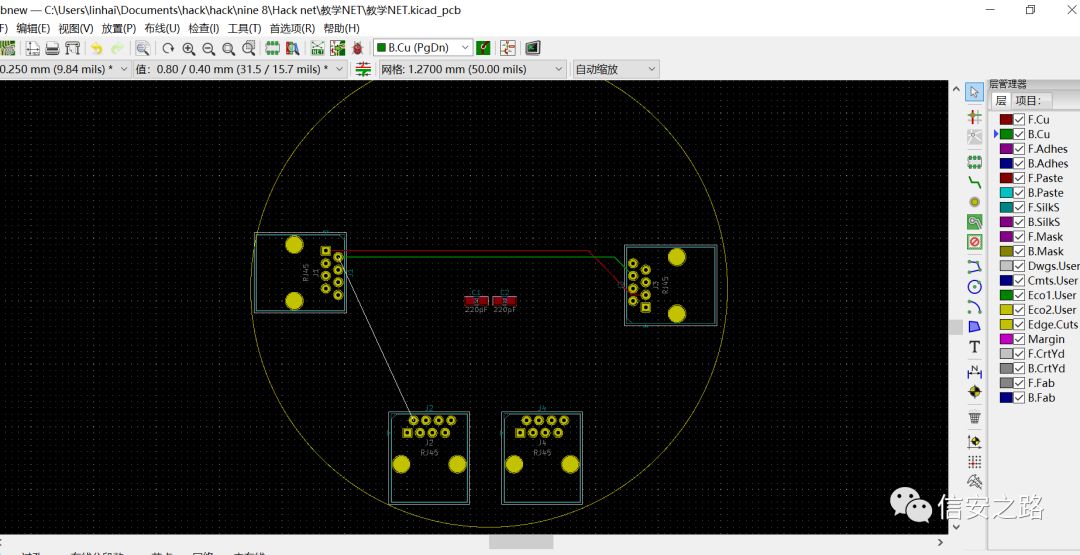 bnew — C:\Users\linhai\Documents\hack\hack\nine 8\Hack net\教学NET\教学NET.kicad_pcb
F) 编辑(E) 视图(V) 放置(P) 布线(U) 检查(I) 工具(T) 首选项(R) 帮助(H)
B.Cu (PgDn)
0.250 mm (9.84 mils) * 值: 0.80 / 0.40 mm (31.5 / 15.7 mils) * 网格: 1.2700 mm (50.00 mils) 自动缩放
层管理器
层 项目:
F.Cu
B.Cu
F.Adhes
B.Adhes
F.Paste
B.Paste
F.SilkS
B.SilkS
F.Mask
B.Mask
Dwgs.User
Cmts.User
Eco1.User
Eco2.User
Edge.Cuts
Margin
F.CrtYd
B.CrtYd
F.Fab
B.Fab
RJ45
J1
J3
RJ45
220pF
220pF
J2
RJ45
J4
RJ45
信安之路